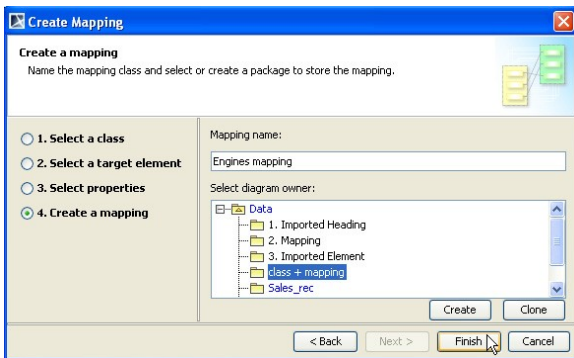 Create Mapping
Create a mapping
Name the mapping class and select or create a package to store the mapping.
1. Select a class
2. Select a target element
3. Select properties
4. Create a mapping
Mapping name:
Engines mapping
Select diagram owner:
Data
1. Imported Heading
2. Mapping
3. Imported Element
class + mapping
Sales_rec
Create
Clone
< Back
Next >
Finish
Cancel